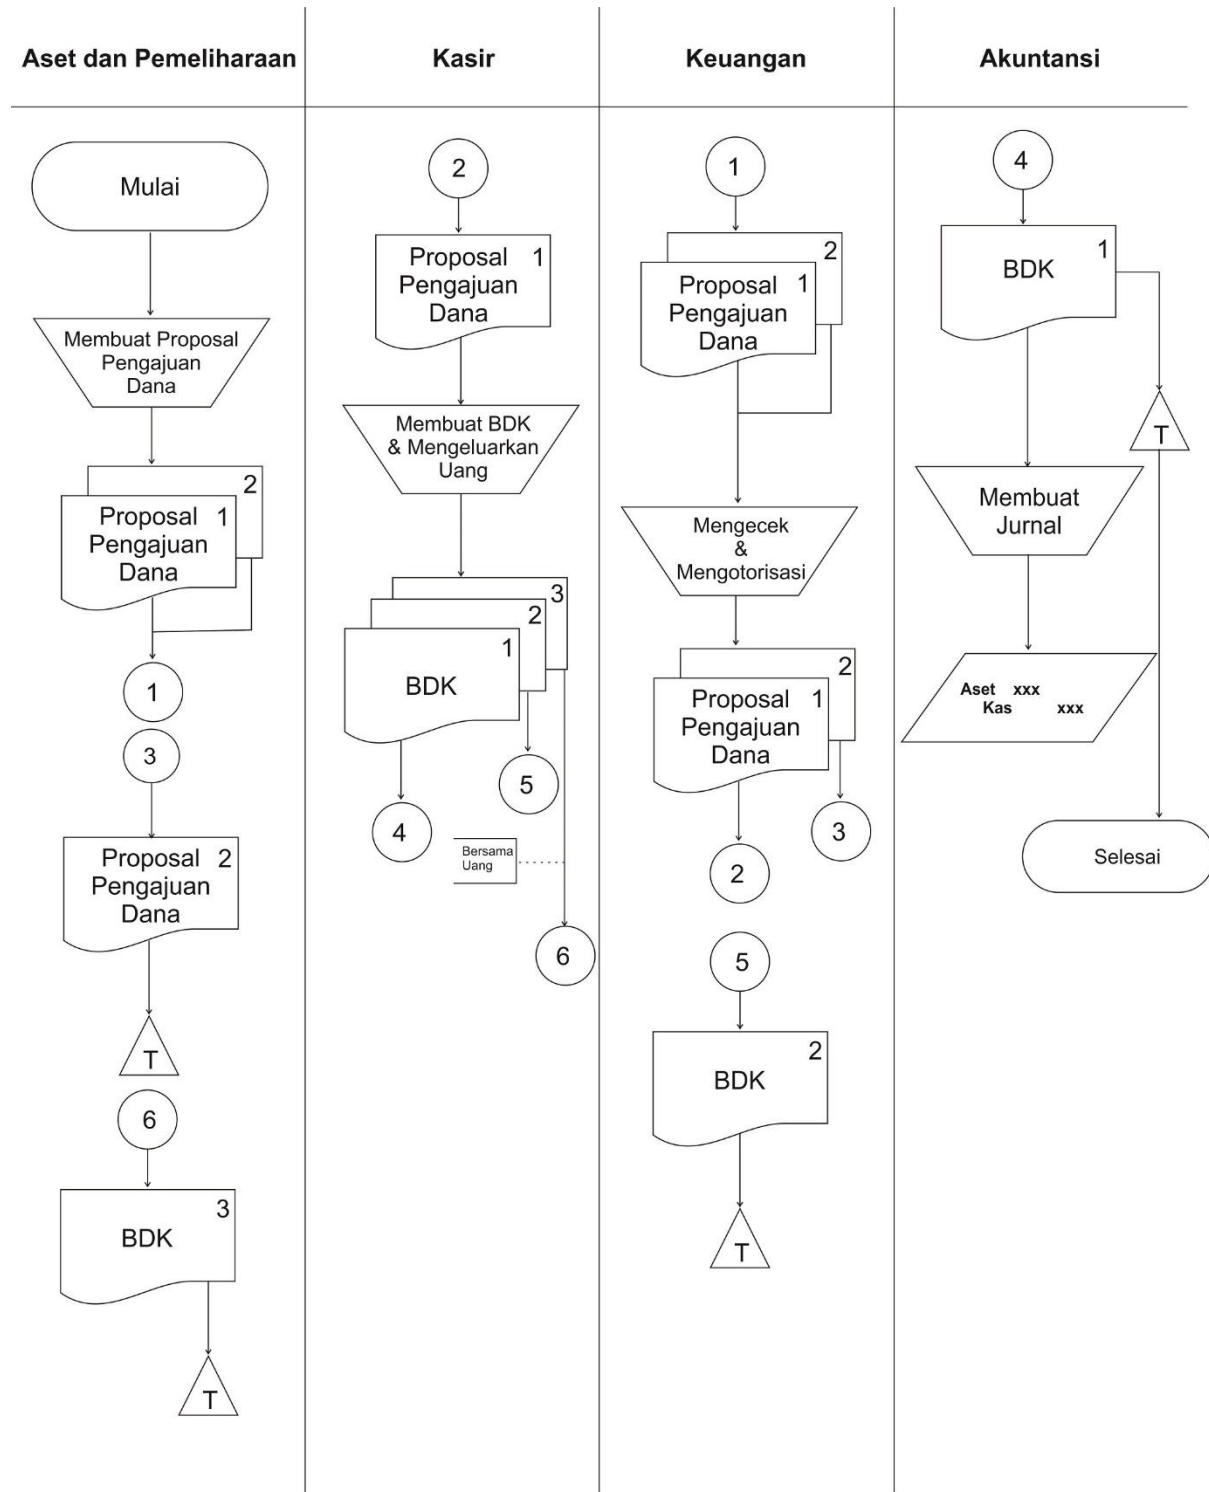 Aset dan Pemeliharaan
Kasir
Keuangan
Akuntansi
Mulai
Membuat Proposal
Pengajuan
Dana
2
Proposal 1
Pengajuan
Dana
1
3
Proposal 2
Pengajuan
Dana
T
6
3
BDK
T
2
Proposal 1
Pengajuan
Dana
Membuat BDK
& Mengeluarkan
Uang
3
2
1
BDK
5
4
Bersama
Uang
6
1
2
Proposal 1
Pengajuan
Dana
Mengecek
&
Mengotorisasi
2
Proposal 1
Pengajuan
Dana
3
2
5
2
BDK
T
4
1
BDK
T
Membuat
Jurnal
Aset xxx
Kas xxx
Selesai